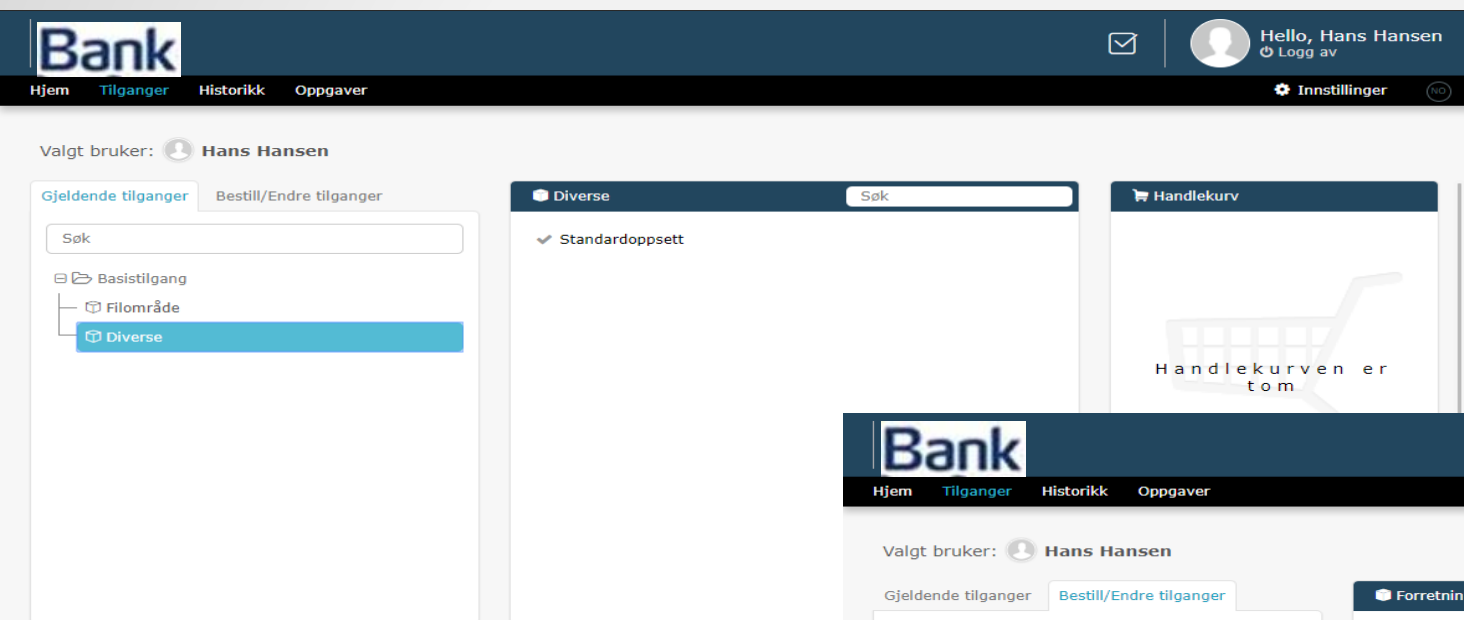 Bank
Hello, Hans Hansen
Logg av
Hjem Tilganger Historikk Oppgaver Innstillinger NO
Valgt bruker: Hans Hansen
Gjeldende tilganger Bestill/Endre tilganger
Søk
Basistilgang
Filområde
Diverse
Diverse Søk
Standardoppsett
Handlekurv
Handlekurven er
tom
Bank
Hjem Tilganger Historikk Oppgaver
Valgt bruker: Hans Hansen
Gjeldende tilganger Bestill/Endre tilganger
Forretnin